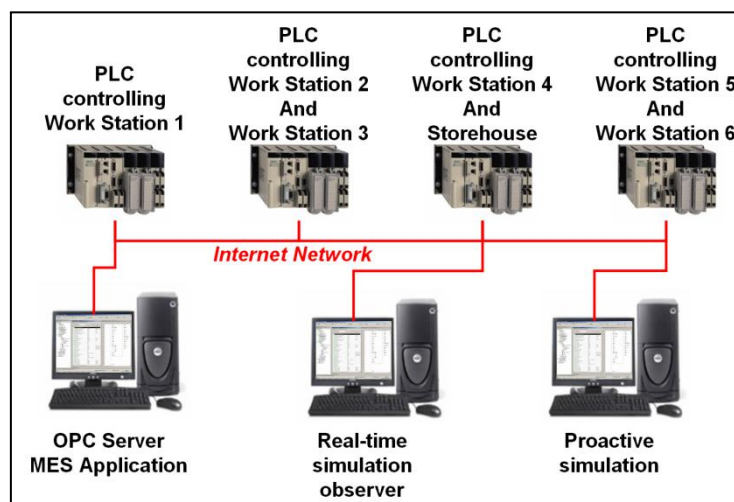 PLC
controlling
Work Station 1
PLC
controlling
Work Station 2
And
Work Station 3
PLC
controlling
Work Station 4
And
Storehouse
PLC
controlling
Work Station 5
And
Work Station 6
Internet Network
OPC Server
MES Application
Real-time
simulation
observer
Proactive
simulation